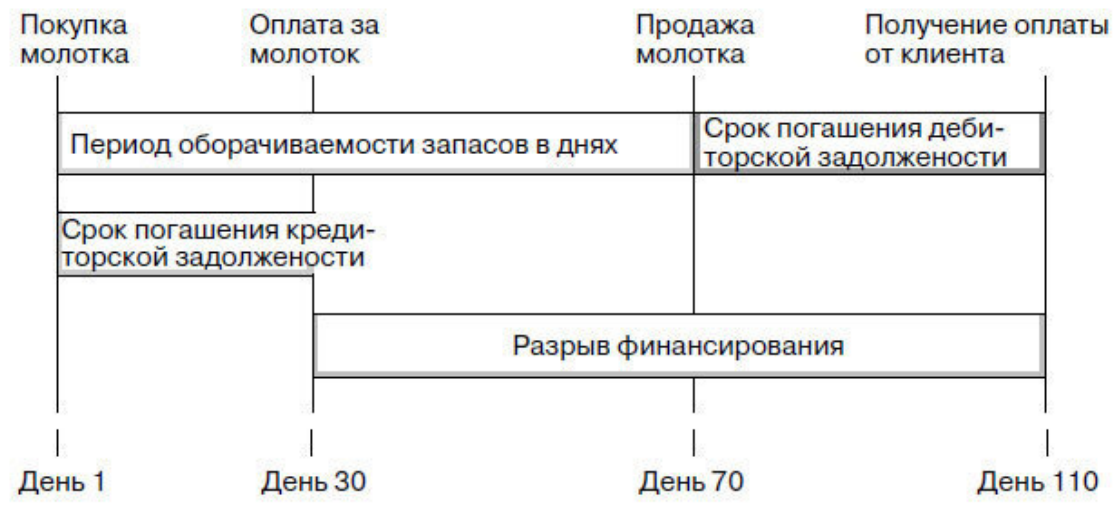 Покупка
молотка
Оплата за
молоток
Продажа
молотка
Получение оплаты
от клиента
Период оборачиваемости запасов в днях
Срок погашения деби-
торской задолжености
Срок погашения креди-
торской задолжености
Разрыв финансирования
День 1
День 30
День 70
День 110